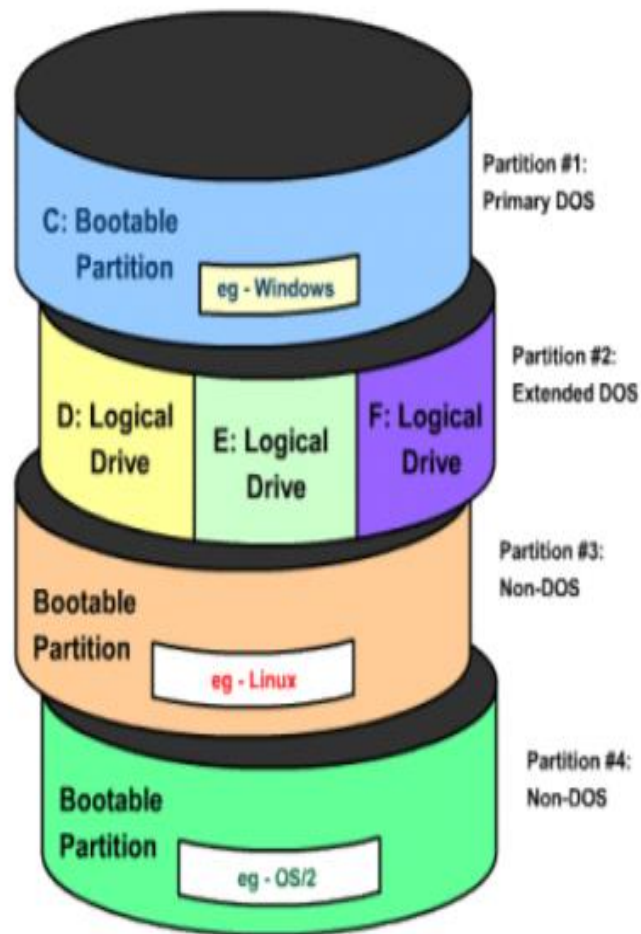 C: Bootable
Partition
eg - Windows
Partition #1:
Primary DOS
D: Logical
Drive
E: Logical
Drive
F: Logical
Drive
Partition #2:
Extended DOS
Bootable
Partition
eg - Linux
Partition #3:
Non-DOS
Bootable
Partition
eg - OS/2
Partition #4:
Non-DOS